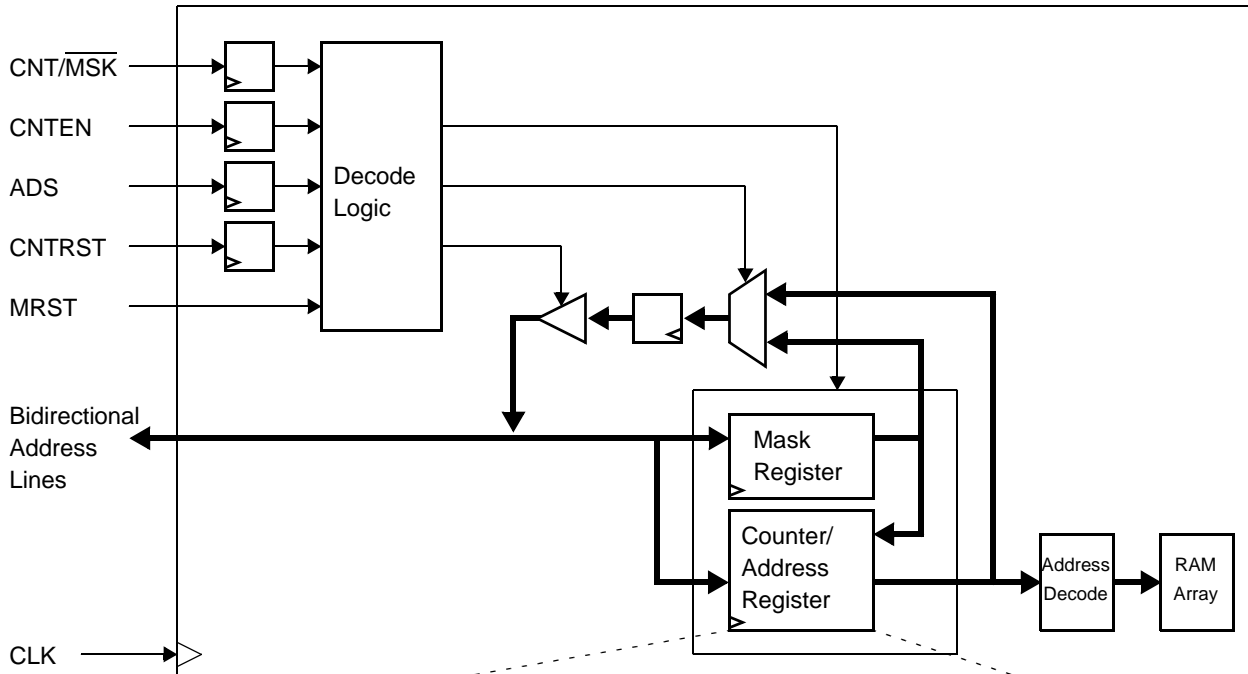 CNT/MSK
CNTEN
ADS
CNTRST
MRST
Decode
Logic
Bidirectional
Address
Lines
Mask
Register
Counter/
Address
Register
Address
Decode
RAM
Array
CLK